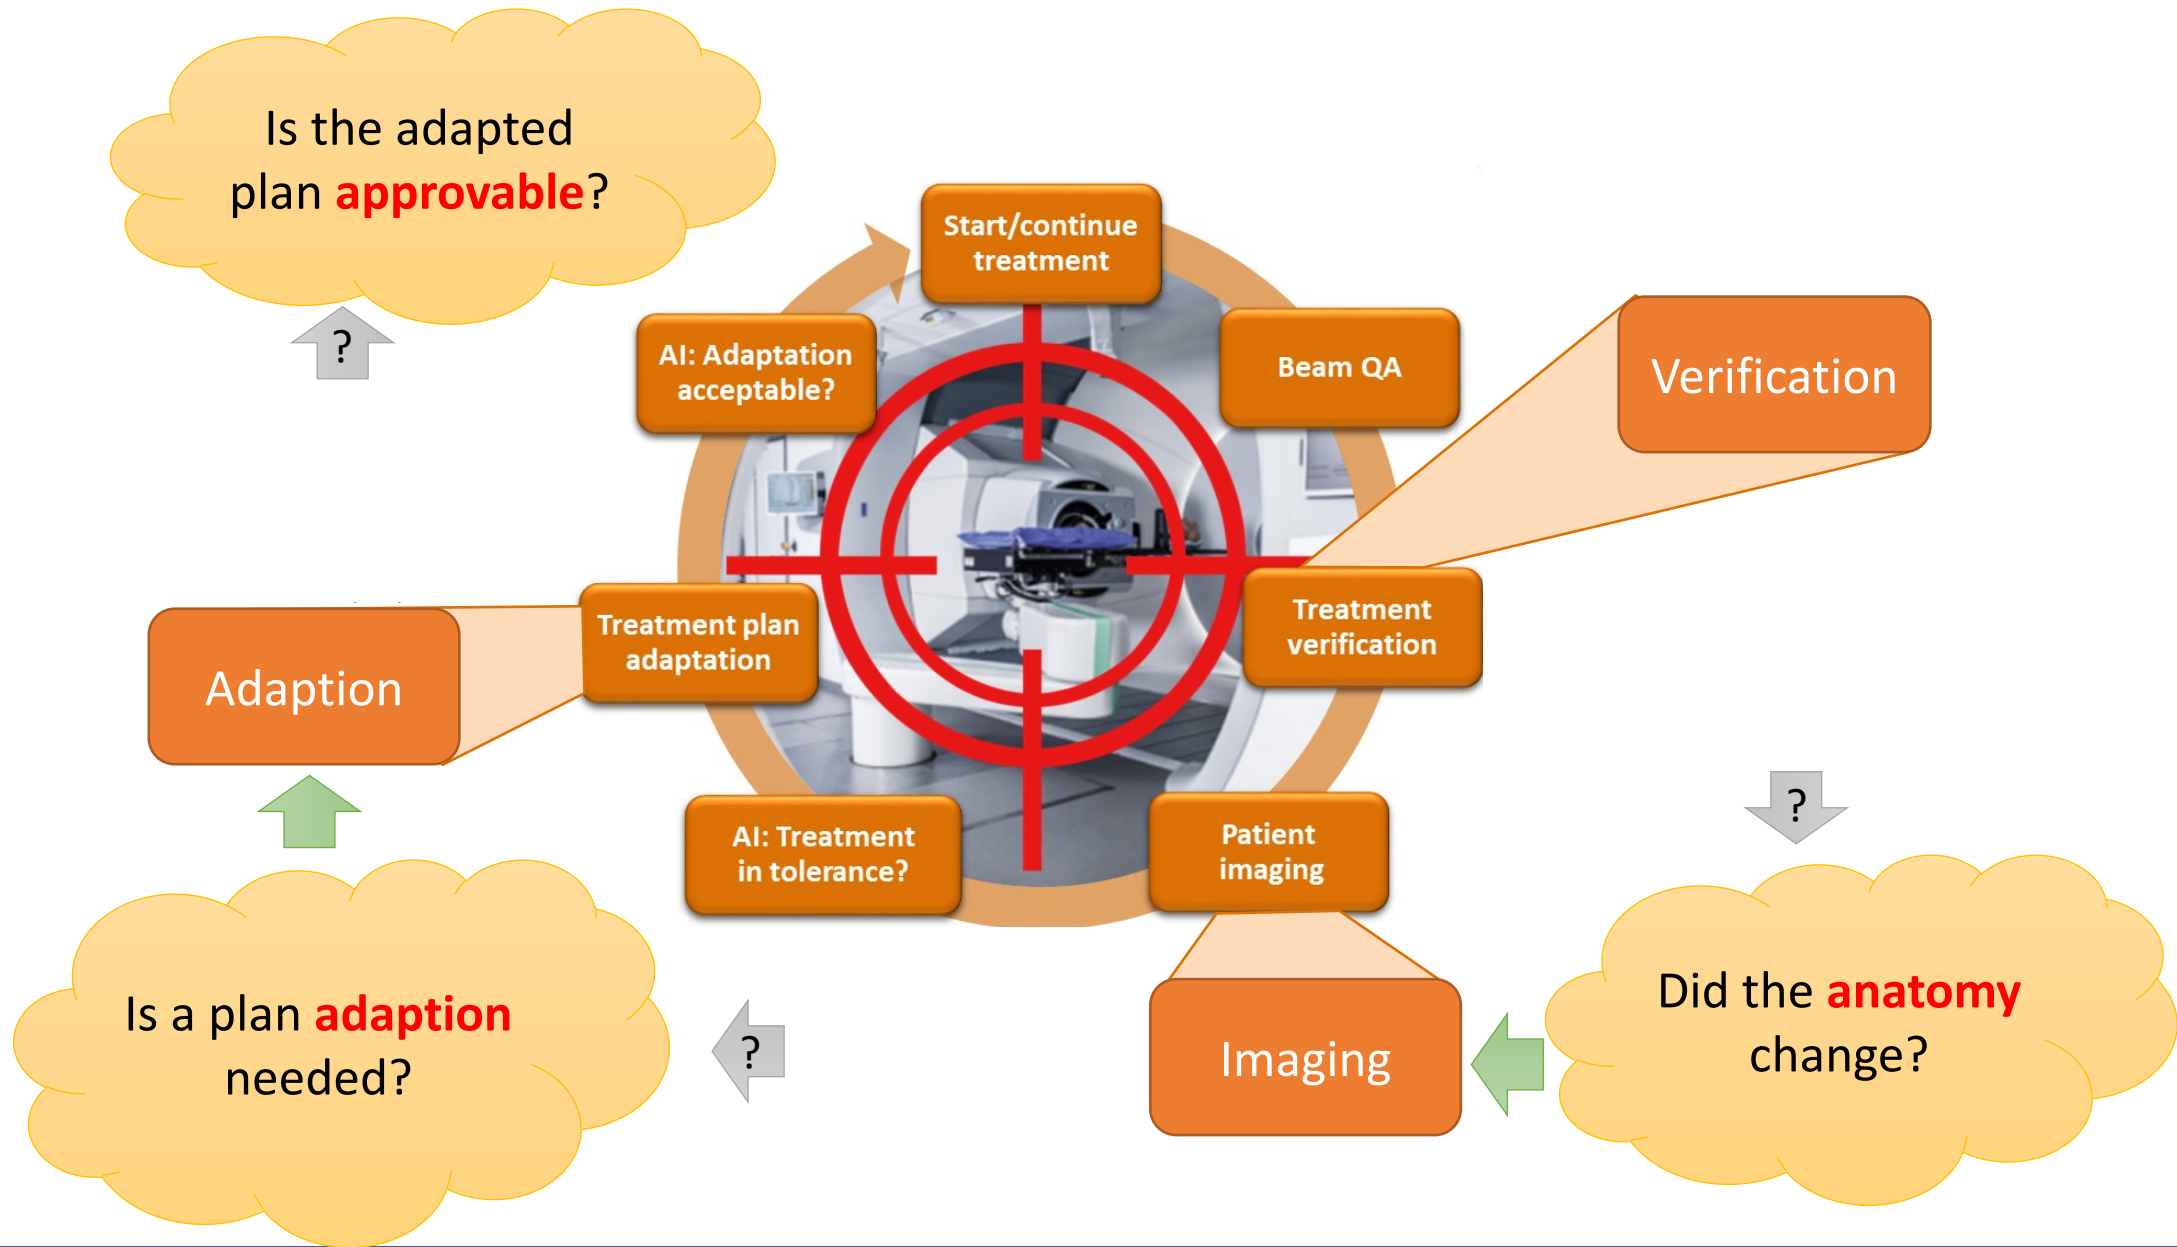 Is the adapted
plan approvable?
?
Start/continue
treatment
AI: Adaptation
acceptable?
Beam QA
Verification
Treatment
verification
Treatment plan
adaptation
Adaption
?
AI: Treatment
in tolerance?
Patient
imaging
Is a plan adaption
needed?
?
Imaging
Did the anatomy
change?